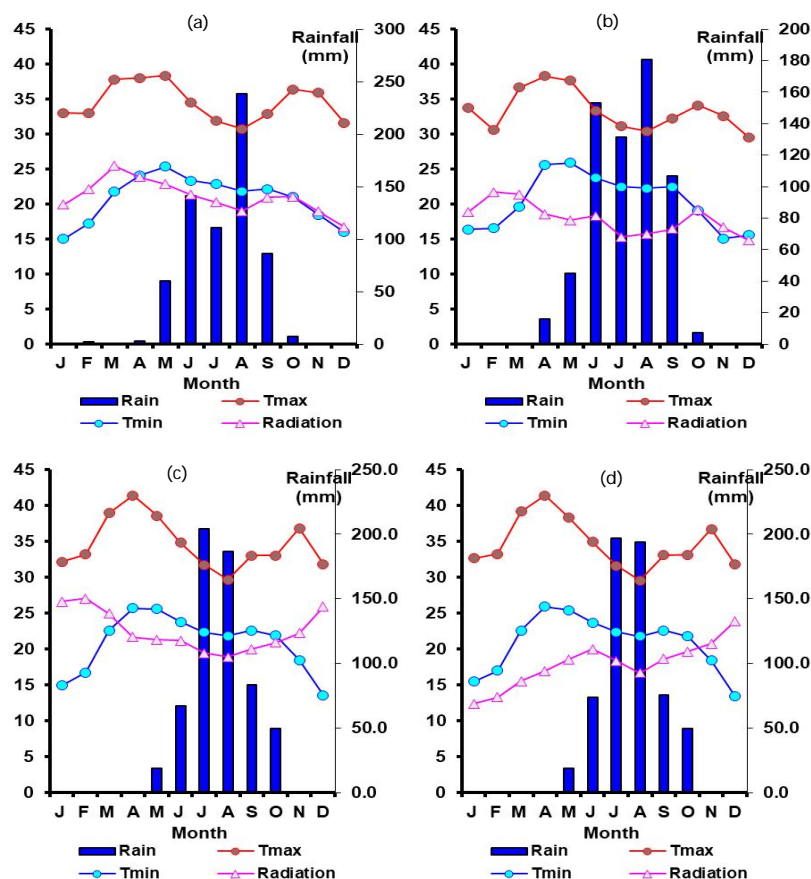 (a)
Rainfall
(mm)
45
40
35
30
25
20
15
10
5
0
300
250
200
150
100
50
0
J F M A M J J A S O N D
Month
Rain
Tmax
Tmin
Radiation
(b)
Rainfall
(mm)
45
40
35
30
25
20
15
10
5
0
200
180
160
140
120
100
80
60
40
20
0
J F M A M J J A S O N D
Month
Rain
Tmax
Tmin
Radiation
(c)
Rainfall
(mm)
45
40
35
30
25
20
15
10
5
0
250.0
200.0
150.0
100.0
50.0
0.0
J F M A M J J A S O N D
Month
Rain
Tmax
Tmin
Radiation
(d)
Rainfall
(mm)
45
40
35
30
25
20
15
10
5
0
250.0
200.0
150.0
100.0
50.0
0.0
J F M A M J J A S O N D
Month
Rain
Tmax
Tmin
Radiation